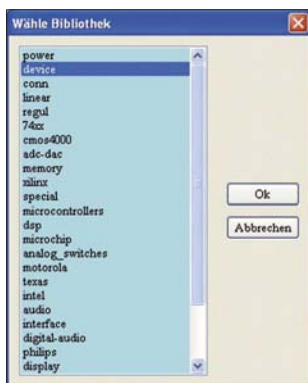 Wähle Bibliothek
power
device
conn
linear
regul
74xx
cmos4000
adc-dac
memory
xilinx
special
microcontrollers
dsp
microchip
analog_switches
motorola
texas
intel
audio
interface
digital-audio
philips
display
Ok
Abbrechen